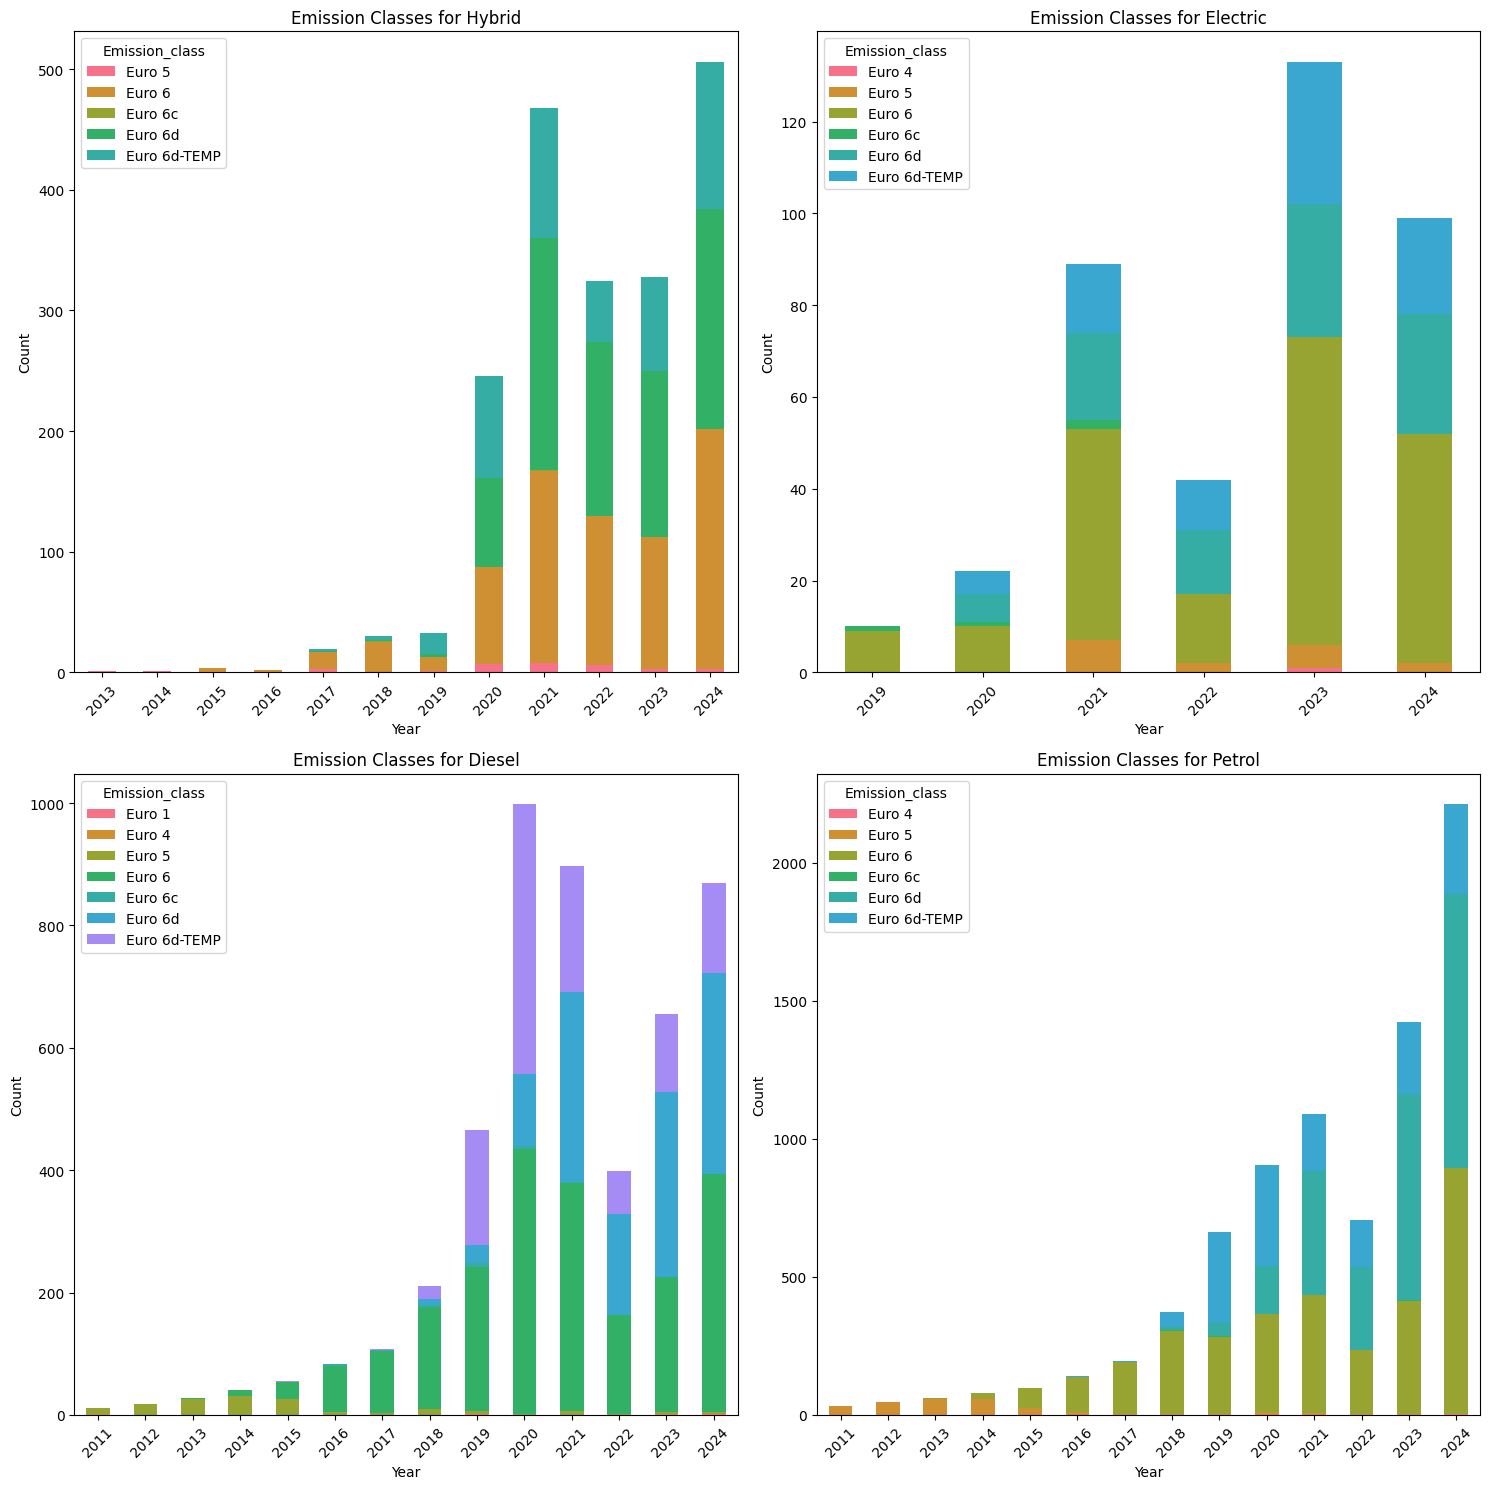 Emission Classes for Hybrid
Emission_class
Euro 5
Euro 6
Euro 6c
Euro 6d
Euro 6d-TEMP
500
400
300
200
100
0
Count
2013
2014
2015
2016
2017
2018
2019
2020
2021
2022
2023
2024
Year
Emission Classes for Electric
Emission_class
Euro 4
Euro 5
Euro 6
Euro 6c
Euro 6d
Euro 6d-TEMP
120
100
80
60
40
20
0
Count
2019
2020
2021
2022
2023
2024
Year
Emission Classes for Diesel
Emission_class
Euro 1
Euro 4
Euro 5
Euro 6
Euro 6c
Euro 6d
Euro 6d-TEMP
1000
800
600
400
200
0
Count
2011
2012
2013
2014
2015
2016
2017
2018
2019
2020
2021
2022
2023
2024
Year
Emission Classes for Petrol
Emission_class
Euro 4
Euro 5
Euro 6
Euro 6c
Euro 6d
Euro 6d-TEMP
2000
1500
1000
500
0
Count
2011
2012
2013
2014
2015
2016
2017
2018
2019
2020
2021
2022
2023
2024
Year